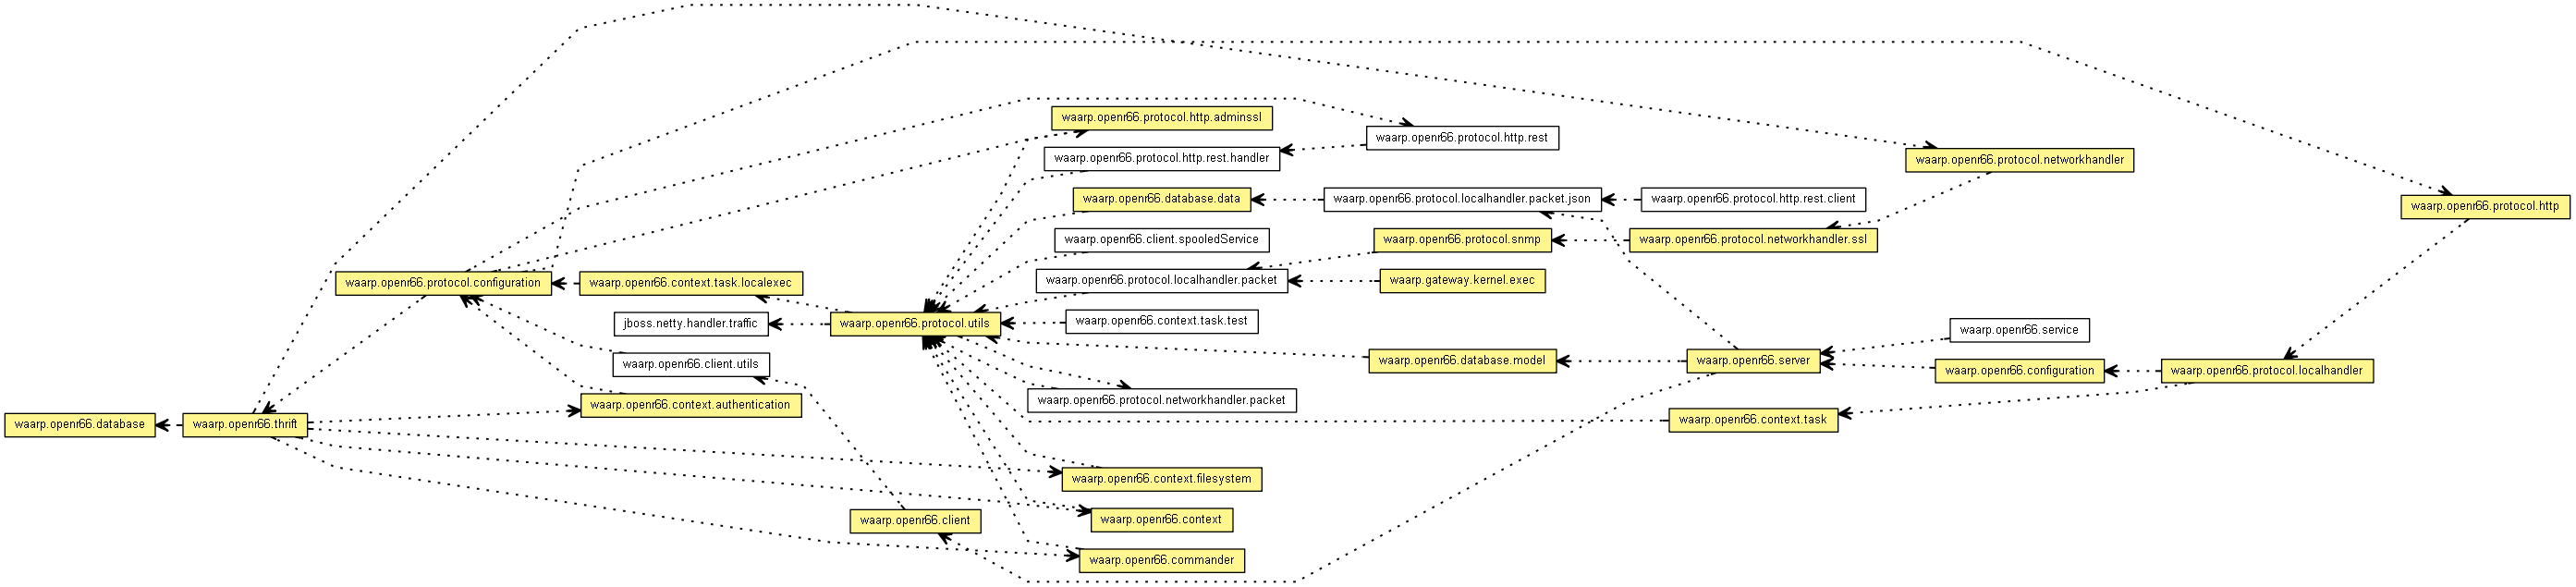 waarp.openr66.protocol.http.adminssl
waarp.openr66.protocol.http.rest
waarp.openr66.protocol.http.rest.handler
waarp.openr66.protocol.networkhandler
waarp.openr66.database.data
waarp.openr66.protocol.localhandler.packet.json
waarp.openr66.protocol.http.rest.client
waarp.openr66.protocol.http
waarp.openr66.client.spooledService
waarp.openr66.protocol.snmp
waarp.openr66.protocol.networkhandler.ssl
waarp.openr66.protocol.configuration
waarp.openr66.context.task.localexec
waarp.openr66.protocol.localhandler.packet
waarp.gateway.kernel.exec
jboss.netty.handler.traffic
waarp.openr66.protocol.utils
waarp.openr66.context.task.test
waarp.openr66.service
waarp.openr66.client.utils
waarp.openr66.database.model
waarp.openr66.server
waarp.openr66.configuration
waarp.openr66.protocol.localhandler
waarp.openr66.context.authentication
waarp.openr66.protocol.networkhandler.packet
waarp.openr66.database
waarp.openr66.thrift
waarp.openr66.context.task
waarp.openr66.context.filesystem
waarp.openr66.client
waarp.openr66.context
waarp.openr66.commander